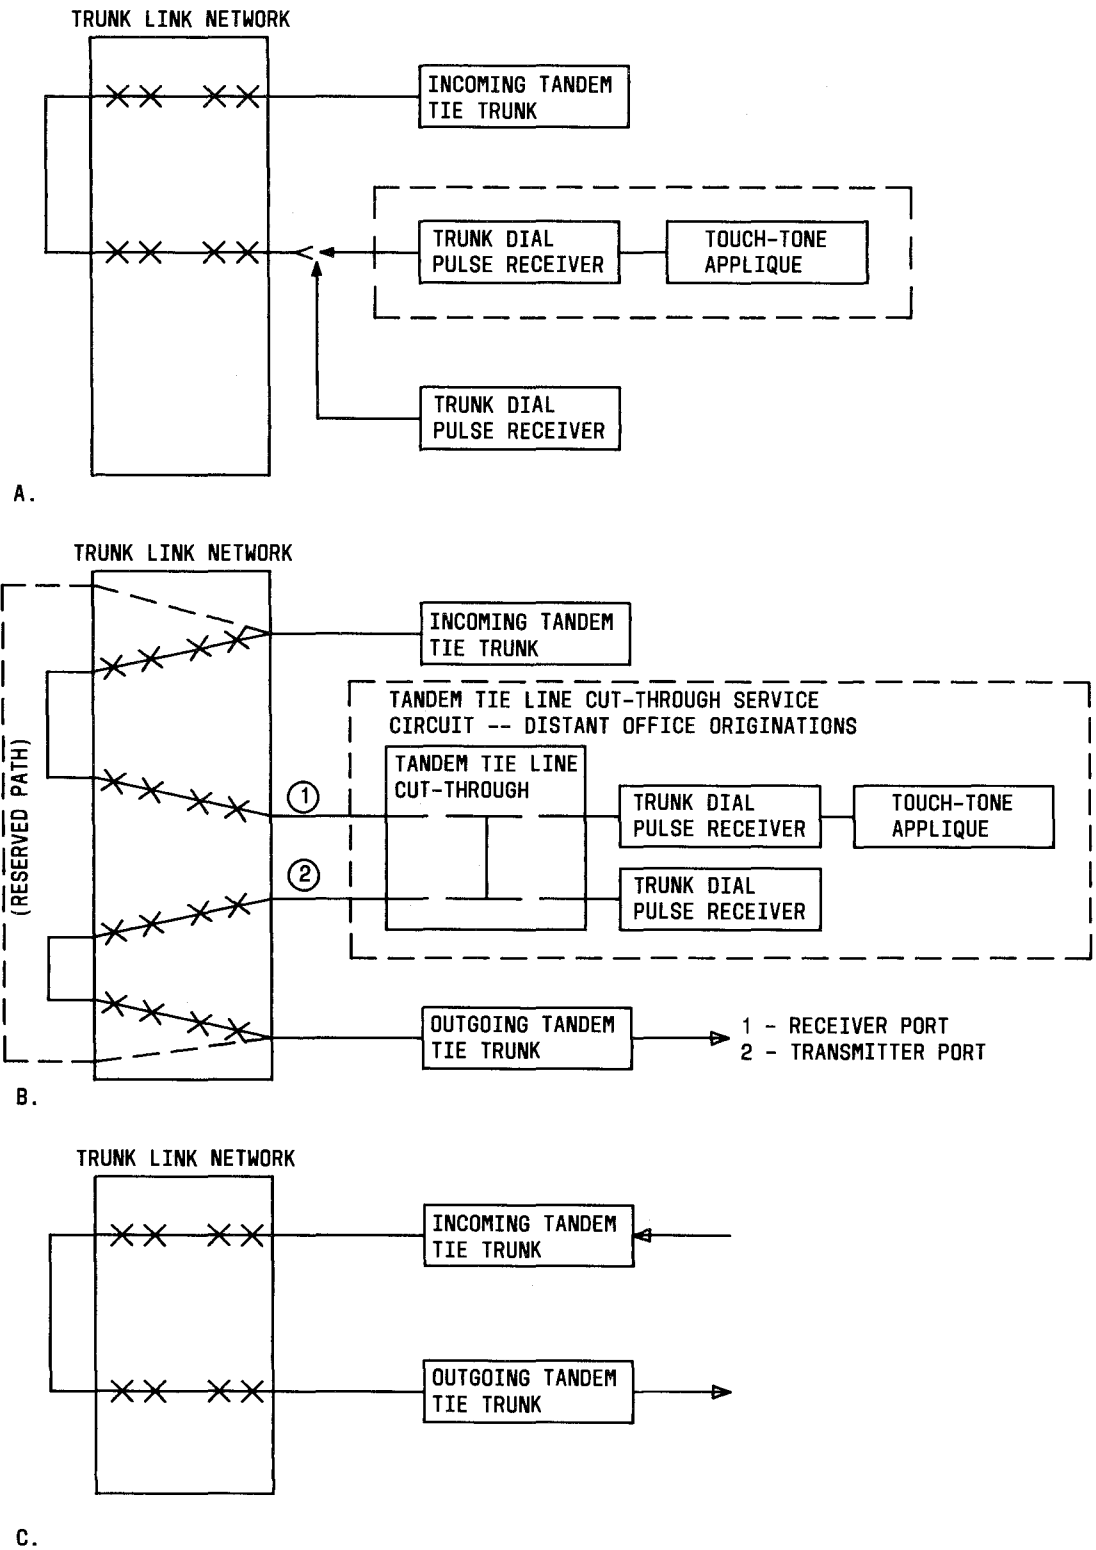 TRUNK LINK NETWORK
INCOMING TANDEM
TIE TRUNK
TRUNK DIAL
PULSE RECEIVER
TOUCH-TONE
APPLIQUE
TRUNK DIAL
PULSE RECEIVER
A.
TRUNK LINK NETWORK
INCOMING TANDEM
TIE TRUNK
(RESERVED PATH)
TANDEM TIE LINE CUT-THROUGH SERVICE
CIRCUIT -- DISTANT OFFICE ORIGINATIONS
TANDEM TIE LINE
CUT-THROUGH
1
TRUNK DIAL
PULSE RECEIVER
TOUCH-TONE
APPLIQUE
2
TRUNK DIAL
PULSE RECEIVER
OUTGOING TANDEM
TIE TRUNK
1 - RECEIVER PORT
2 - TRANSMITTER PORT
B.
TRUNK LINK NETWORK
INCOMING TANDEM
TIE TRUNK
OUTGOING TANDEM
TIE TRUNK
C.